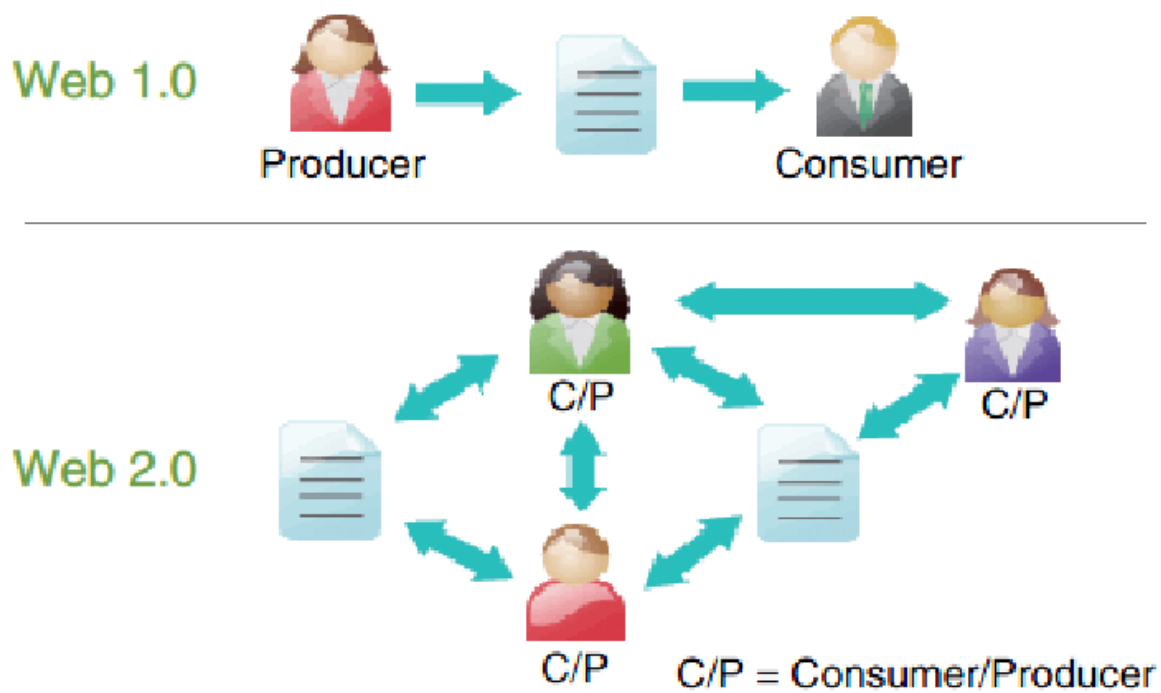 Web 1.0
Producer
Consumer
C/P
C/P
Web 2.0
C/P
C/P = Consumer/Producer